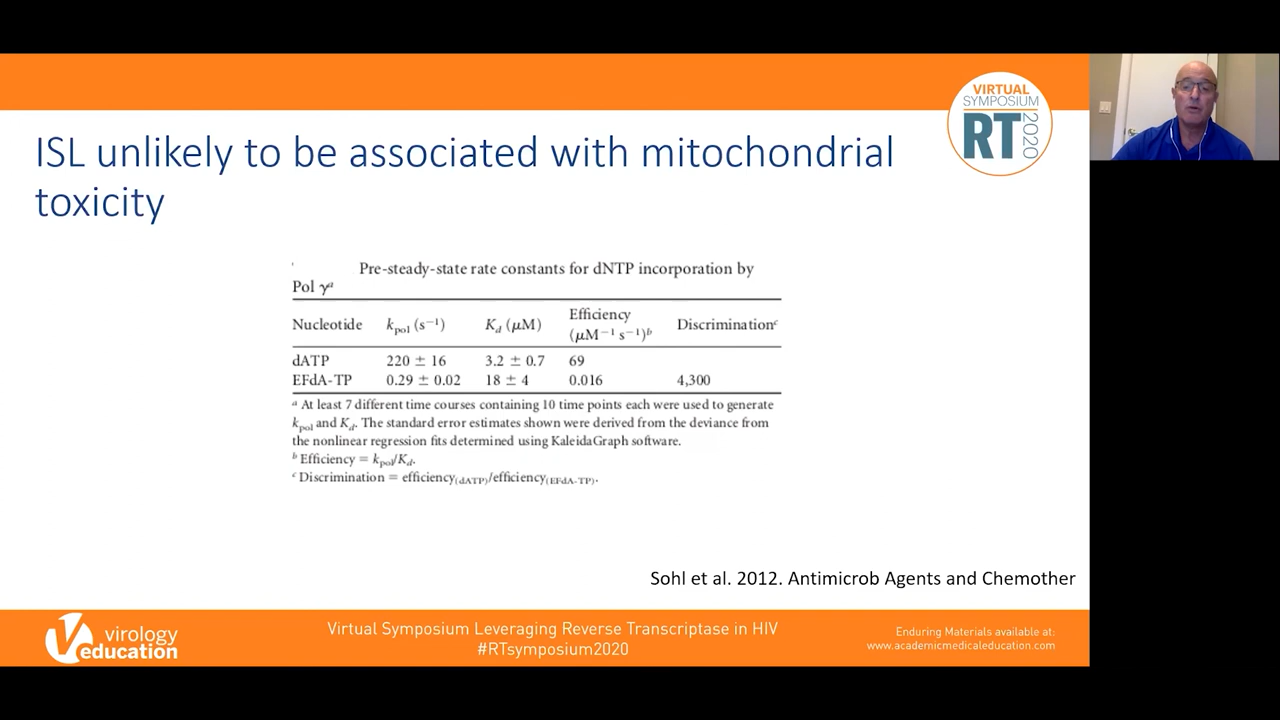 VIRTUAL
SYMPOSIUM
RT
2020
ISL unlikely to be associated with mitochondrial
toxicity
Pre-steady-state rate constants for dNTP incorporation by
Pol γᵃ
Nucleotide kpol (s⁻¹) Kd (μM) Efficiency (μM⁻¹ s⁻¹)ᵇ Discriminationᶜ
dATP 220 ± 16 3.2 ± 0.7 69
EFdA-TP 0.29 ± 0.02 18 ± 4 0.016 4,300
ᵃ At least 7 different time courses containing 10 time points each were used to generate
kpol and Kd. The standard error estimates shown were derived from the deviance from
the nonlinear regression fits determined using KaleidaGraph software.
ᵇ Efficiency = kpol/Kd.
ᶜ Discrimination = efficiency(dATP)/efficiency(EFdA-TP).
Sohl et al. 2012. Antimicrob Agents and Chemother
virology
education
Virtual Symposium Leveraging Reverse Transcriptase in HIV
#RTsymposium2020
Enduring Materials available at:
www.academicmedicaleducation.com